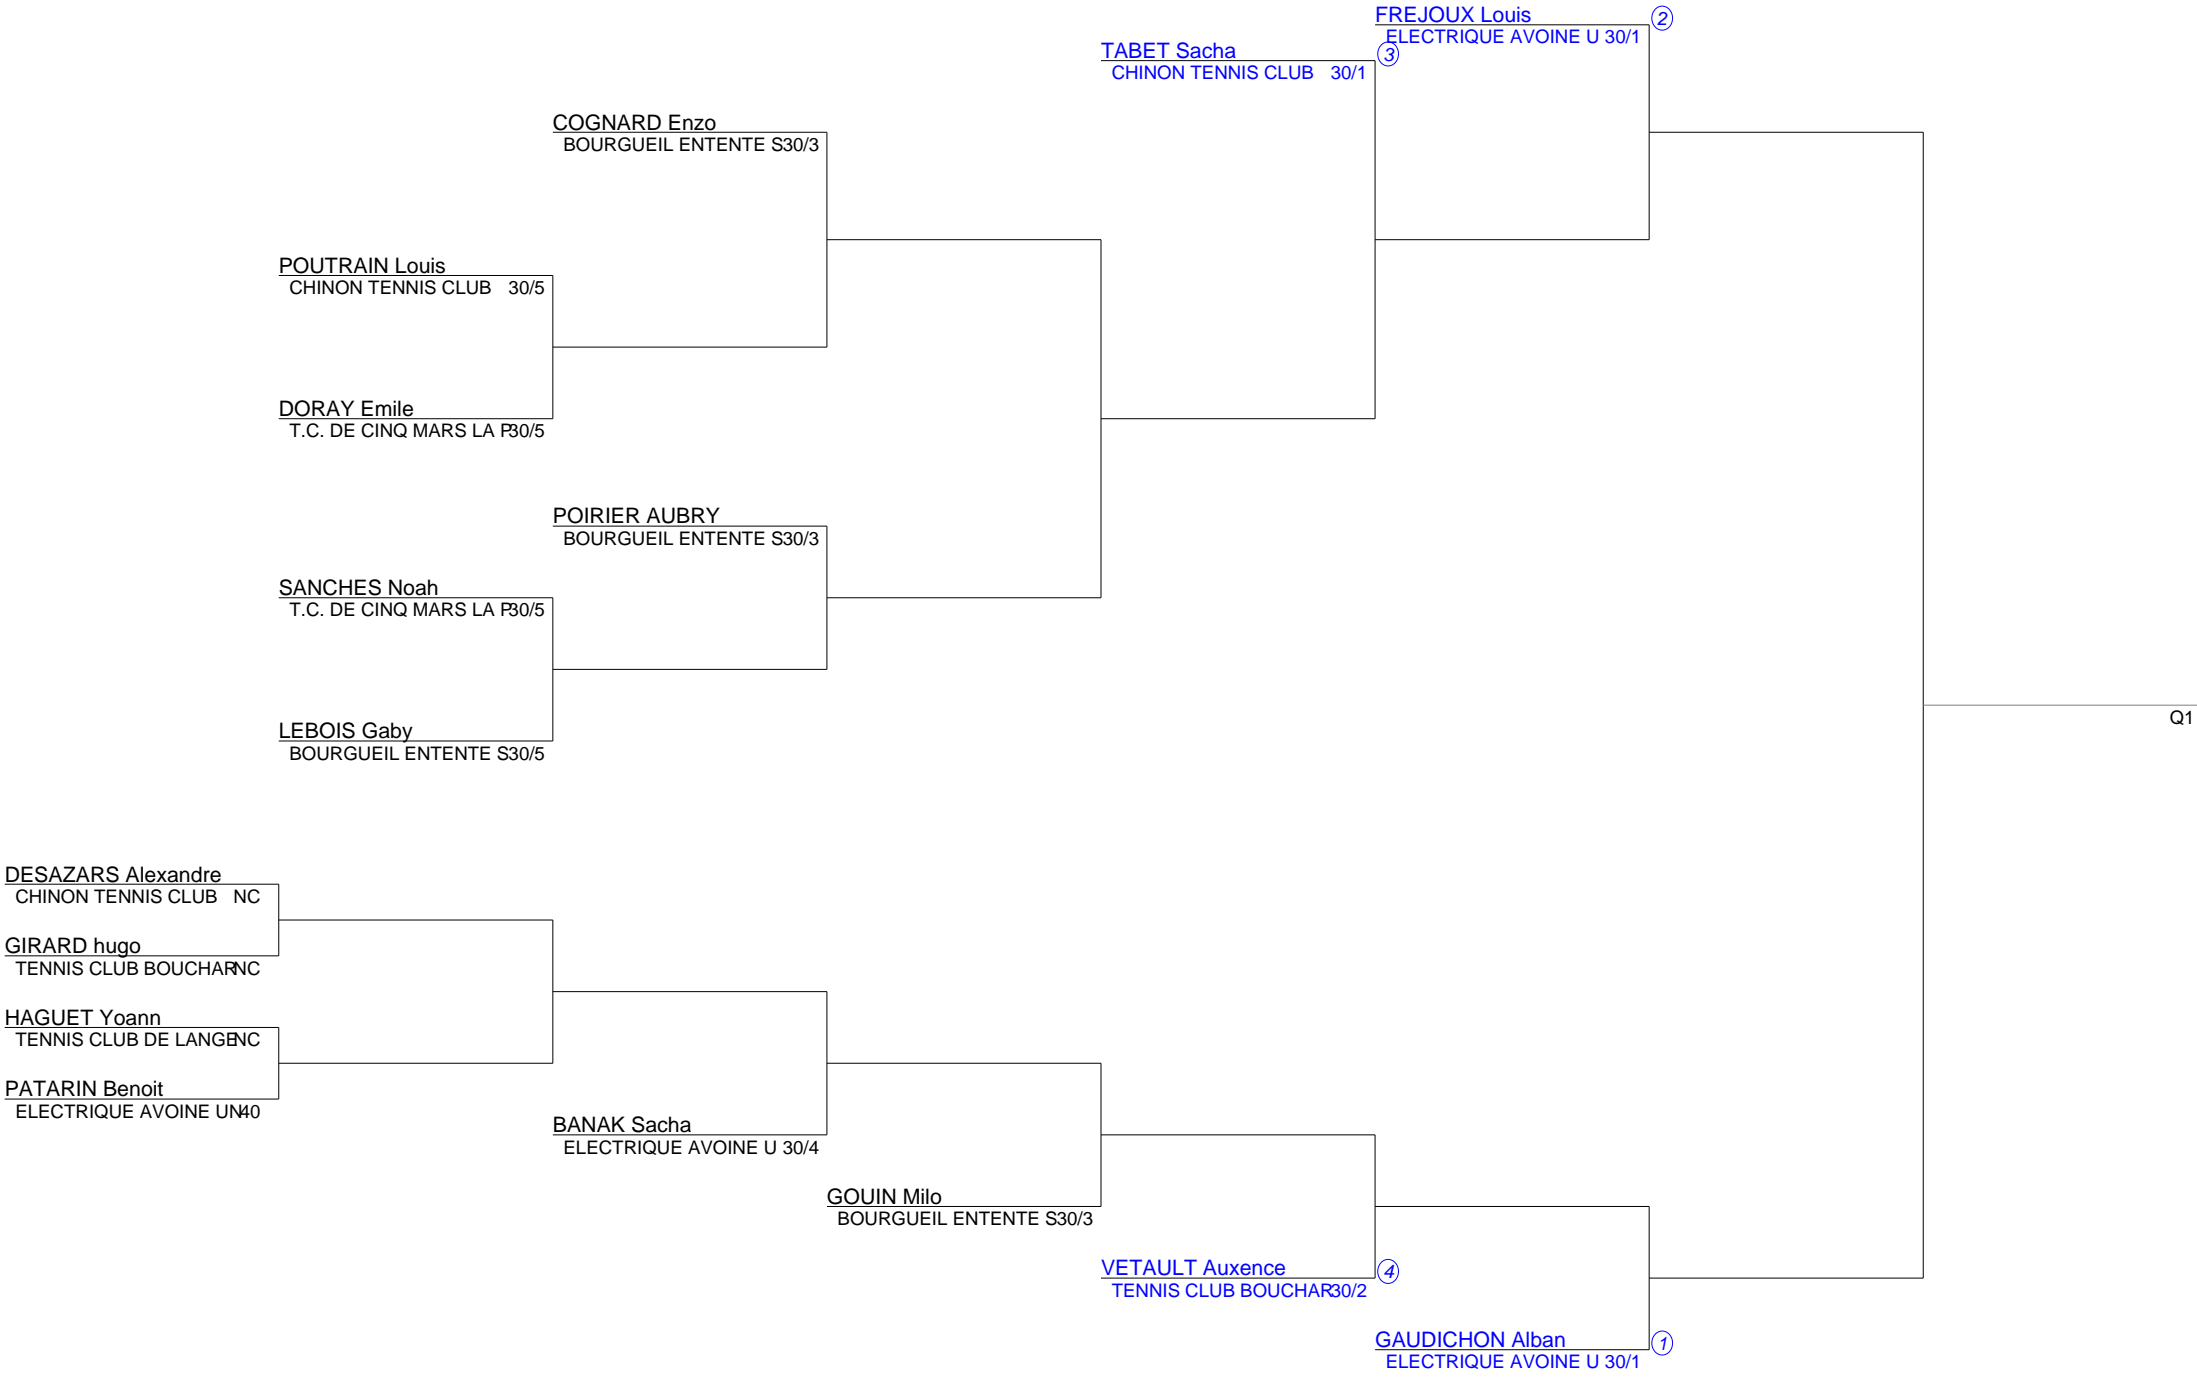 FREJOUX Louis 2
ELECTRIQUE AVOINE U 30/1
TABET Sacha 3
CHINON TENNIS CLUB 30/1
COGNARD Enzo
BOURGUEIL ENTENTE S30/3
POUTRAIN Louis
CHINON TENNIS CLUB 30/5
DORAY Emile
T.C. DE CINQ MARS LA P30/5
POIRIER AUBRY
BOURGUEIL ENTENTE S30/3
SANCHES Noah
T.C. DE CINQ MARS LA P30/5
LEBOIS Gaby
BOURGUEIL ENTENTE S30/5
Q1
DESAZARS Alexandre
CHINON TENNIS CLUB NC
GIRARD hugo
TENNIS CLUB BOUCHARNC
HAGUET Yoann
TENNIS CLUB DE LANGENC
PATARIN Benoit
ELECTRIQUE AVOINE UN40
BANAK Sacha
ELECTRIQUE AVOINE U 30/4
GOUIN Milo
BOURGUEIL ENTENTE S30/3
VETAULT Auxence 4
TENNIS CLUB BOUCHAR30/2
GAUDICHON Alban 1
ELECTRIQUE AVOINE U 30/1